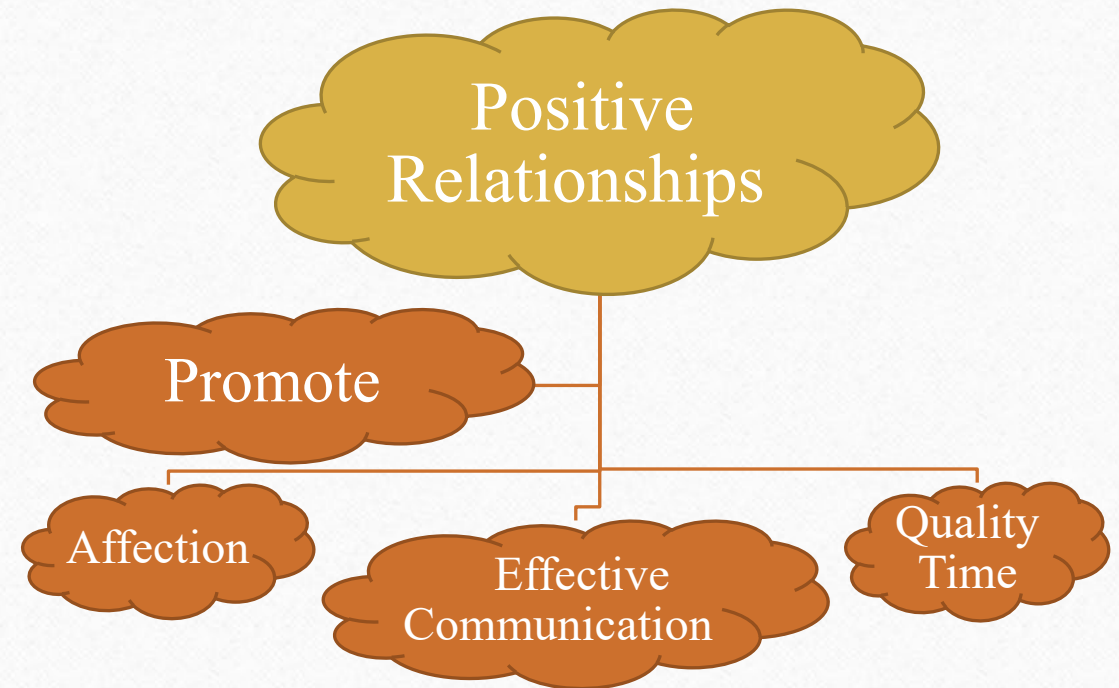 Positive
Relationships
Promote
Affection
Effective
Communication
Quality
Time